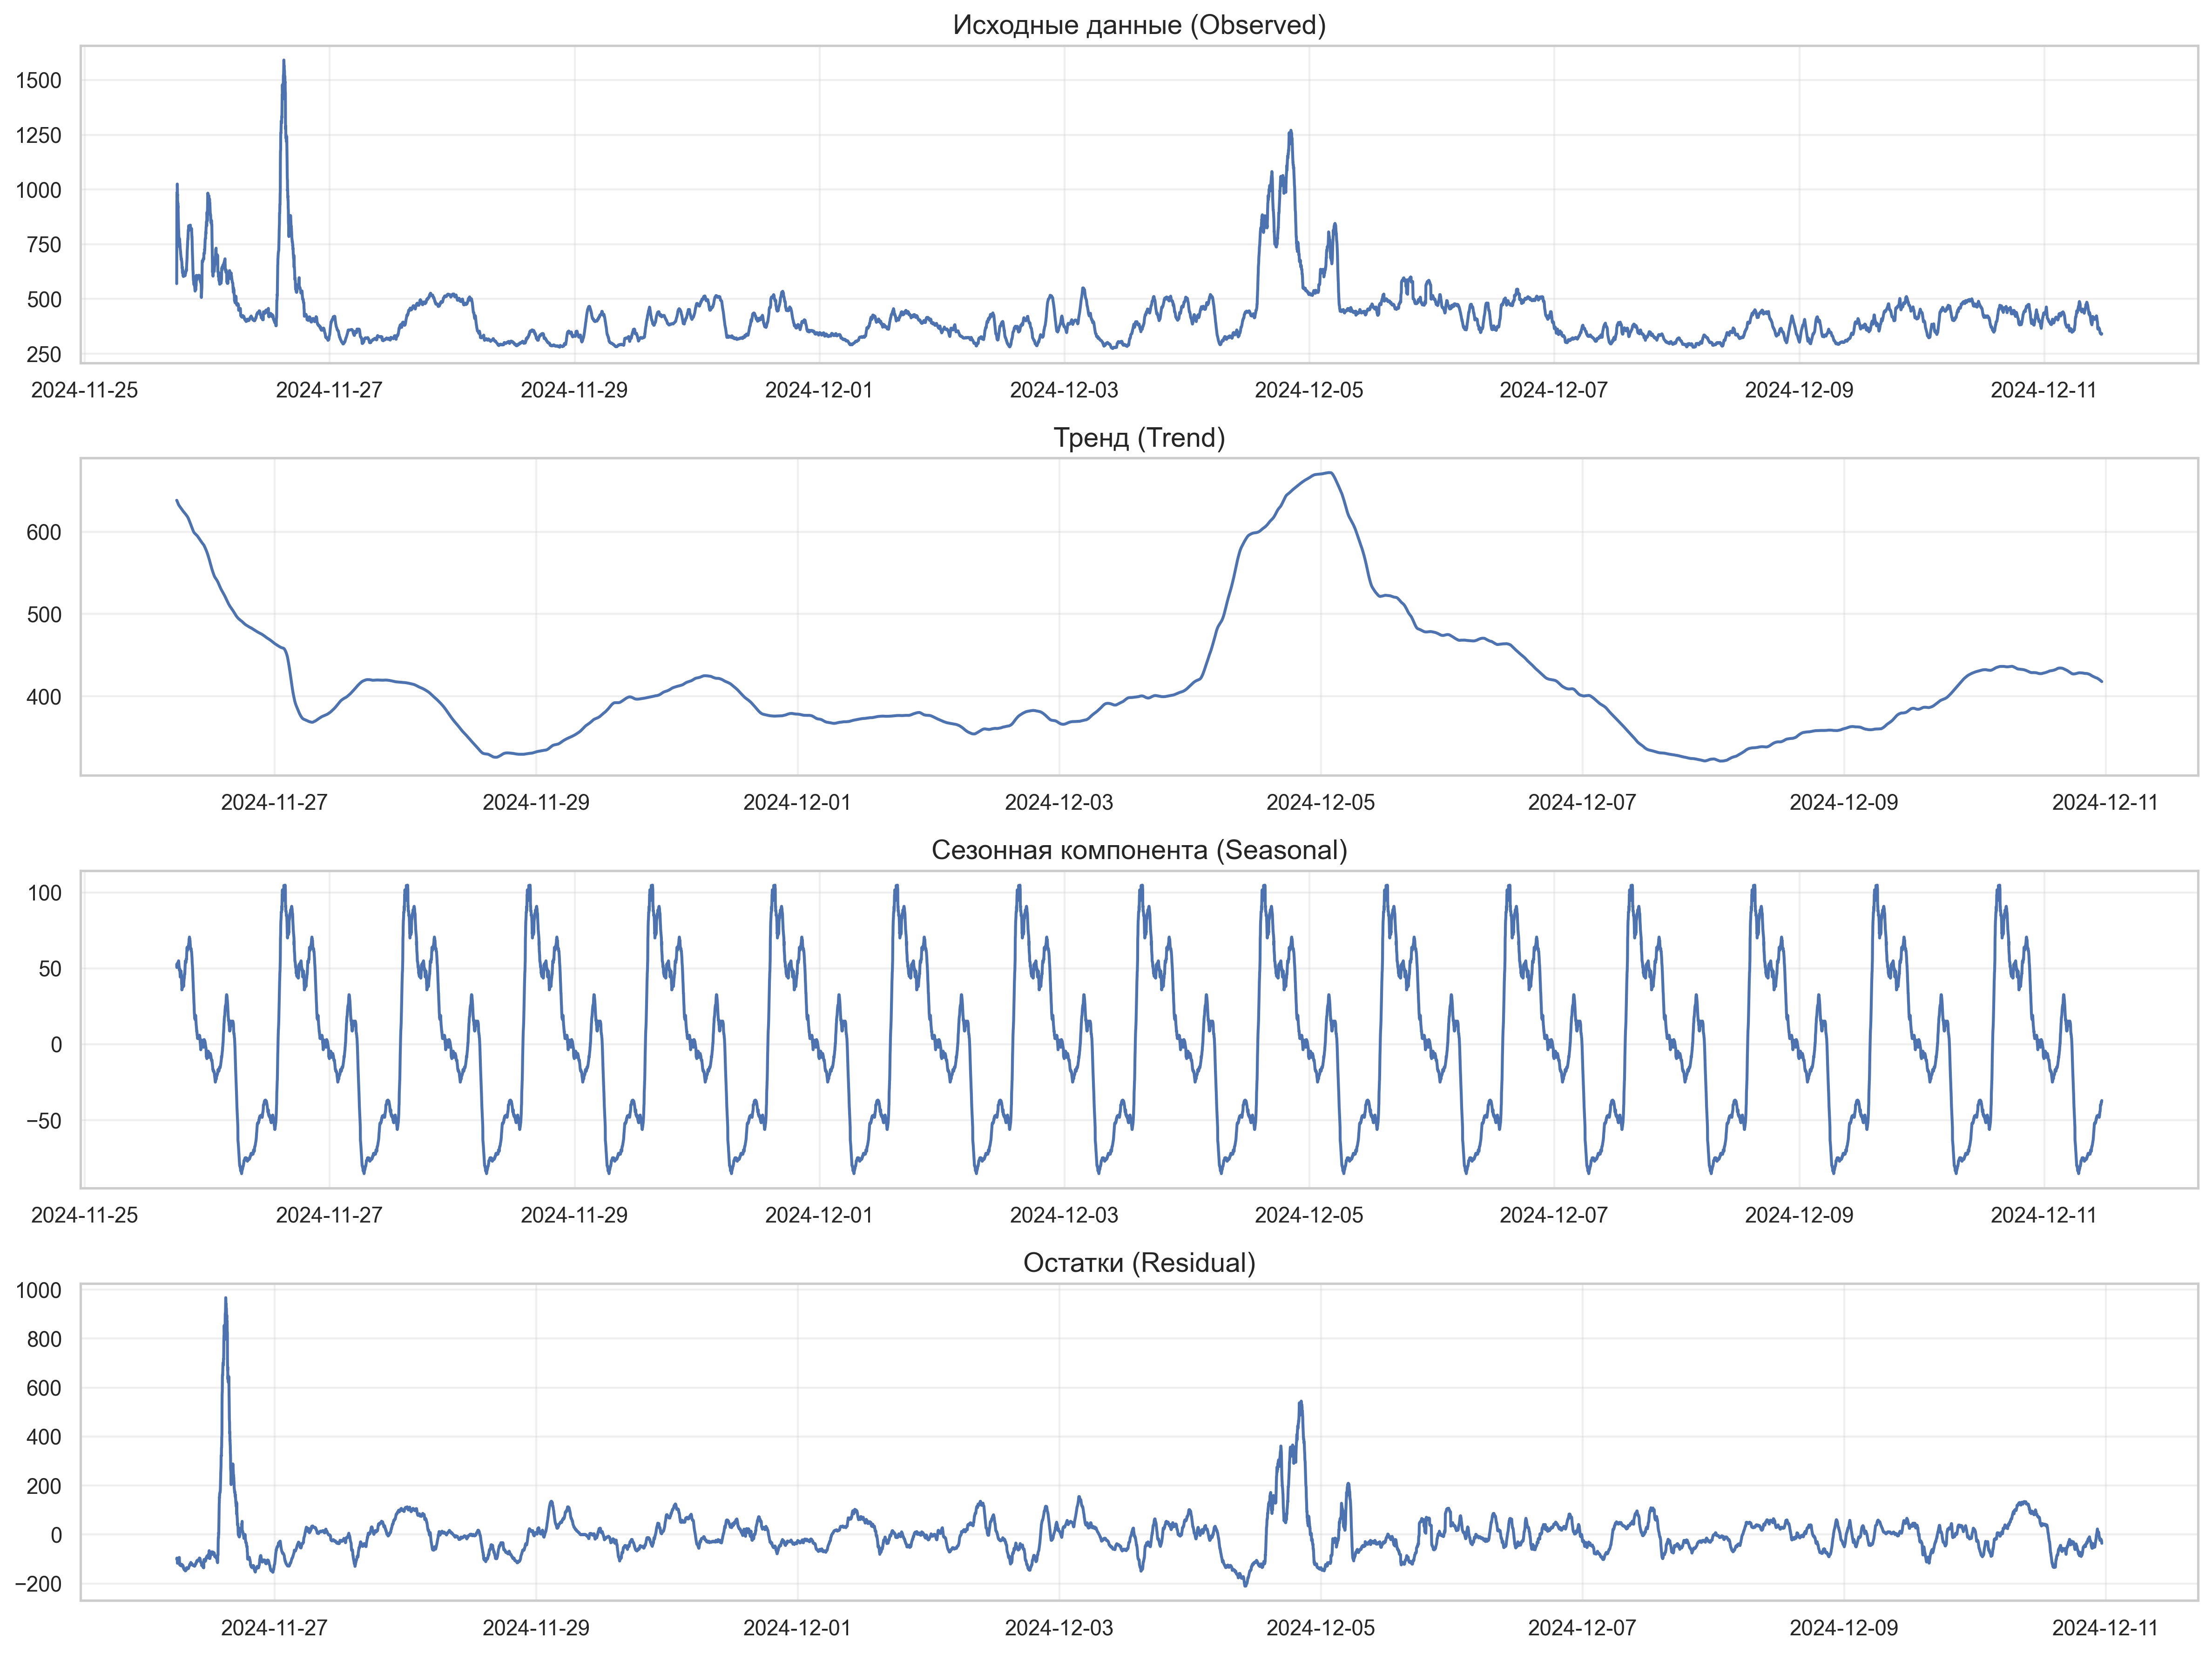 Исходные данные (Observed)
1500
1250
1000
750
500
250
2024-11-25 2024-11-27 2024-11-29 2024-12-01 2024-12-03 2024-12-05 2024-12-07 2024-12-09 2024-12-11
Тренд (Trend)
600
500
400
2024-11-27 2024-11-29 2024-12-01 2024-12-03 2024-12-05 2024-12-07 2024-12-09 2024-12-11
Сезонная компонента (Seasonal)
100
50
0
−50
2024-11-25 2024-11-27 2024-11-29 2024-12-01 2024-12-03 2024-12-05 2024-12-07 2024-12-09 2024-12-11
Остатки (Residual)
1000
800
600
400
200
0
−200
2024-11-27 2024-11-29 2024-12-01 2024-12-03 2024-12-05 2024-12-07 2024-12-09 2024-12-11